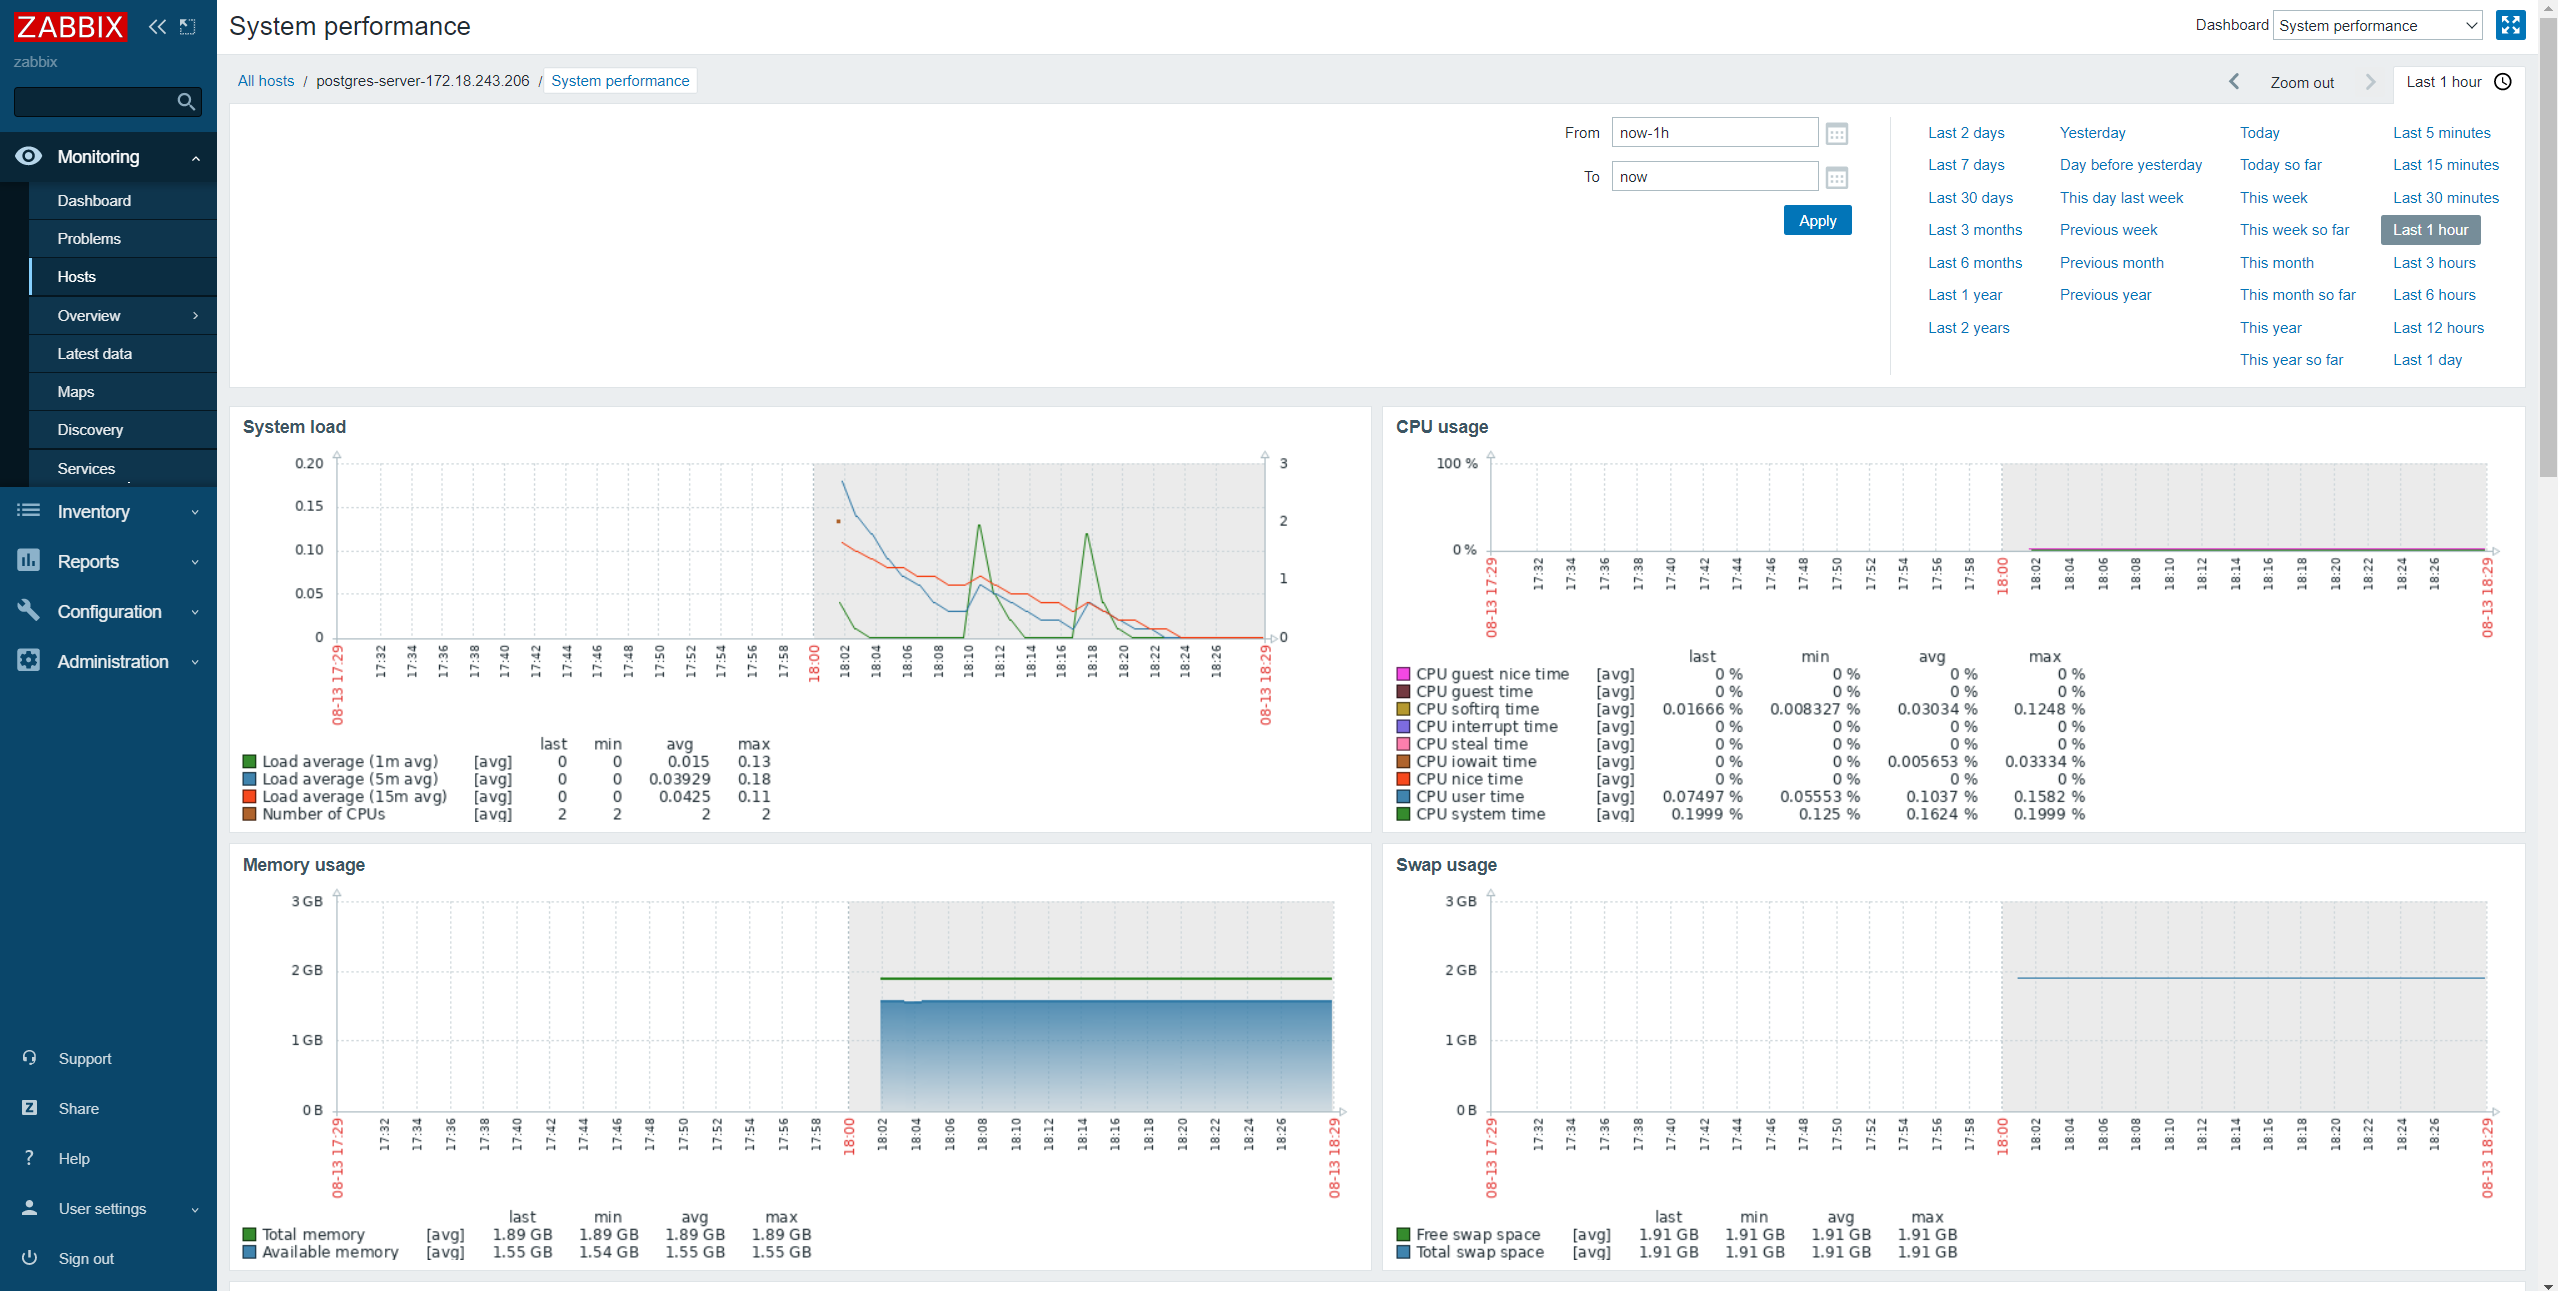 ZABBIX
zabbix
Monitoring
Dashboard
Problems
Hosts
Overview
Latest data
Maps
Discovery
Services
Inventory
Reports
Configuration
Administration
Support
Share
Help
User settings
Sign out
System performance
Dashboard System performance
All hosts / postgres-server-172.18.243.206 / System performance
Zoom out Last 1 hour
From now-1h
To now
Apply
Last 2 days Yesterday Today Last 5 minutes
Last 7 days Day before yesterday Today so far Last 15 minutes
Last 30 days This day last week This week Last 30 minutes
Last 3 months Previous week This week so far Last 1 hour
Last 6 months Previous month This month Last 3 hours
Last 1 year Previous year This month so far Last 6 hours
Last 2 years This year Last 12 hours
This year so far Last 1 day
System load
0.20 3
0.15
2
0.10
1
0.05
0 0
08-13 17:29 17:32 17:34 17:36 17:38 17:40 17:42 17:44 17:46 17:48 17:50 17:52 17:54 17:56 17:58 18:00 18:02 18:04 18:06 18:08 18:10 18:12 18:14 18:16 18:18 18:20 18:22 18:24 18:26 08-13 18:29
last min avg max
Load average (1m avg) [avg] 0 0 0.015 0.13
Load average (5m avg) [avg] 0 0 0.03929 0.18
Load average (15m avg) [avg] 0 0 0.0425 0.11
Number of CPUs [avg] 2 2 2 2
CPU usage
100 %
0 %
08-13 17:29 17:32 17:34 17:36 17:38 17:40 17:42 17:44 17:46 17:48 17:50 17:52 17:54 17:56 17:58 18:00 18:02 18:04 18:06 18:08 18:10 18:12 18:14 18:16 18:18 18:20 18:22 18:24 18:26 08-13 18:29
last min avg max
CPU guest nice time [avg] 0 % 0 % 0 % 0 %
CPU guest time [avg] 0 % 0 % 0 % 0 %
CPU softirq time [avg] 0.01666 % 0.008327 % 0.03034 % 0.1248 %
CPU interrupt time [avg] 0 % 0 % 0 % 0 %
CPU steal time [avg] 0 % 0 % 0 % 0 %
CPU iowait time [avg] 0 % 0 % 0.005653 % 0.03334 %
CPU nice time [avg] 0 % 0 % 0 % 0 %
CPU user time [avg] 0.07497 % 0.05553 % 0.1037 % 0.1582 %
CPU system time [avg] 0.1999 % 0.125 % 0.1624 % 0.1999 %
Memory usage
3 GB
2 GB
1 GB
0 B
08-13 17:29 17:32 17:34 17:36 17:38 17:40 17:42 17:44 17:46 17:48 17:50 17:52 17:54 17:56 17:58 18:00 18:02 18:04 18:06 18:08 18:10 18:12 18:14 18:16 18:18 18:20 18:22 18:24 18:26 08-13 18:29
last min avg max
Total memory [avg] 1.89 GB 1.89 GB 1.89 GB 1.89 GB
Available memory [avg] 1.55 GB 1.54 GB 1.55 GB 1.55 GB
Swap usage
3 GB
2 GB
1 GB
0 B
08-13 17:29 17:32 17:34 17:36 17:38 17:40 17:42 17:44 17:46 17:48 17:50 17:52 17:54 17:56 17:58 18:00 18:02 18:04 18:06 18:08 18:10 18:12 18:14 18:16 18:18 18:20 18:22 18:24 18:26 08-13 18:29
last min avg max
Free swap space [avg] 1.91 GB 1.91 GB 1.91 GB 1.91 GB
Total swap space [avg] 1.91 GB 1.91 GB 1.91 GB 1.91 GB